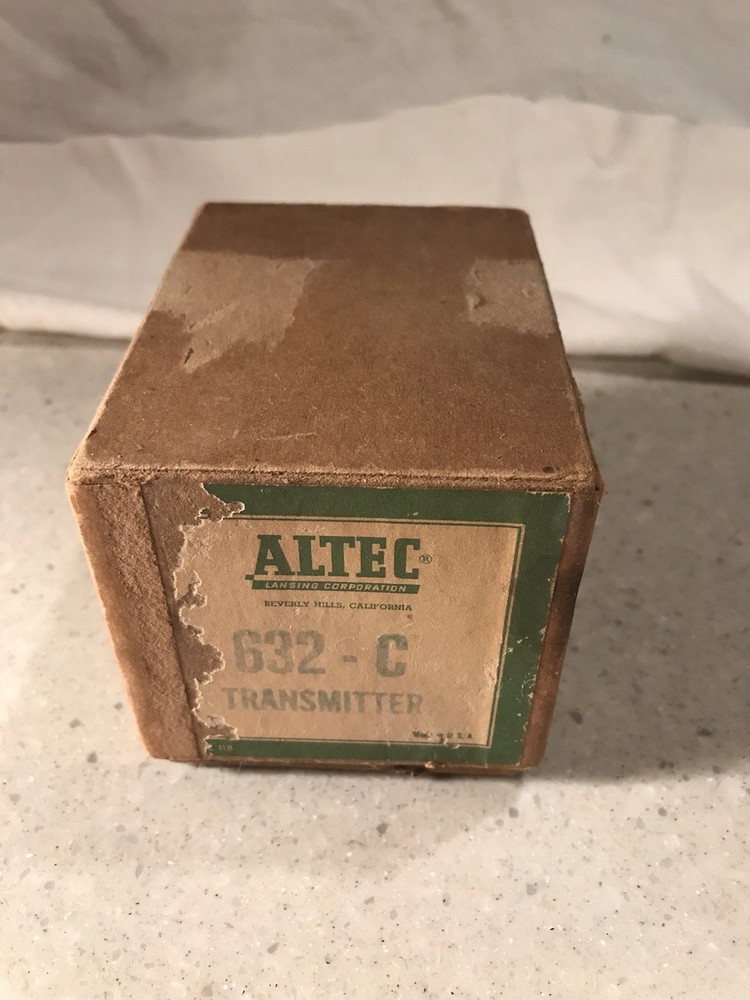 ALTEC®
LANSING CORPORATION
BEVERLY HILLS, CALIFORNIA
632 - C
TRANSMITTER
U.S.A.